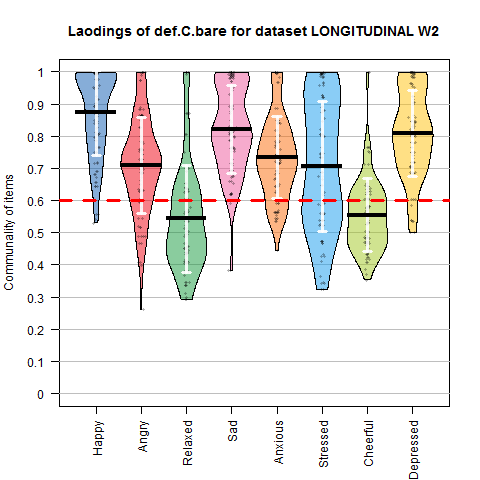 Laodings of def.C.bare for dataset LONGITUDINAL W2
Communality of items
1
0.9
0.8
0.7
0.6
0.5
0.4
0.3
0.2
0.1
0
Happy
Angry
Relaxed
Sad
Anxious
Stressed
Cheerful
Depressed